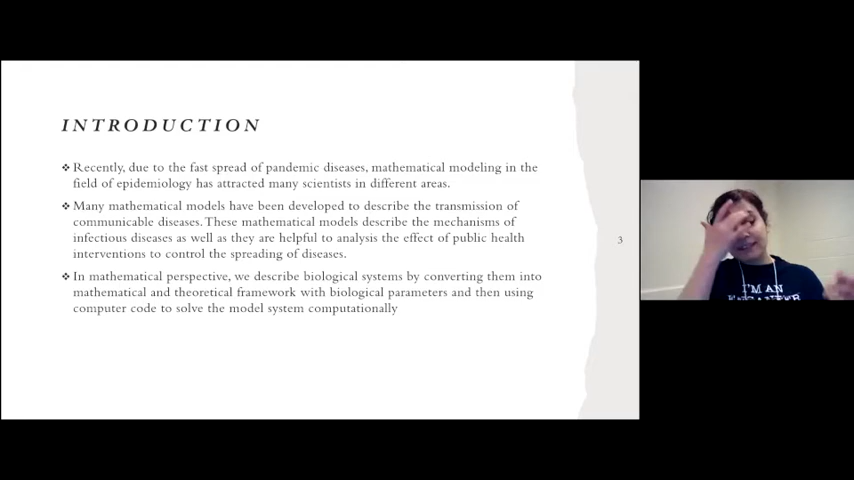 INTRODUCTION
❖ Recently, due to the fast spread of pandemic diseases, mathematical modeling in the
field of epidemiology has attracted many scientists in different areas.
❖ Many mathematical models have been developed to describe the transmission of
communicable diseases. These mathematical models describe the mechanisms of
infectious diseases as well as they are helpful to analysis the effect of public health
interventions to control the spreading of diseases.
❖ In mathematical perspective, we describe biological systems by converting them into
mathematical and theoretical framework with biological parameters and then using
computer code to solve the model system computationally
3
I'M AN